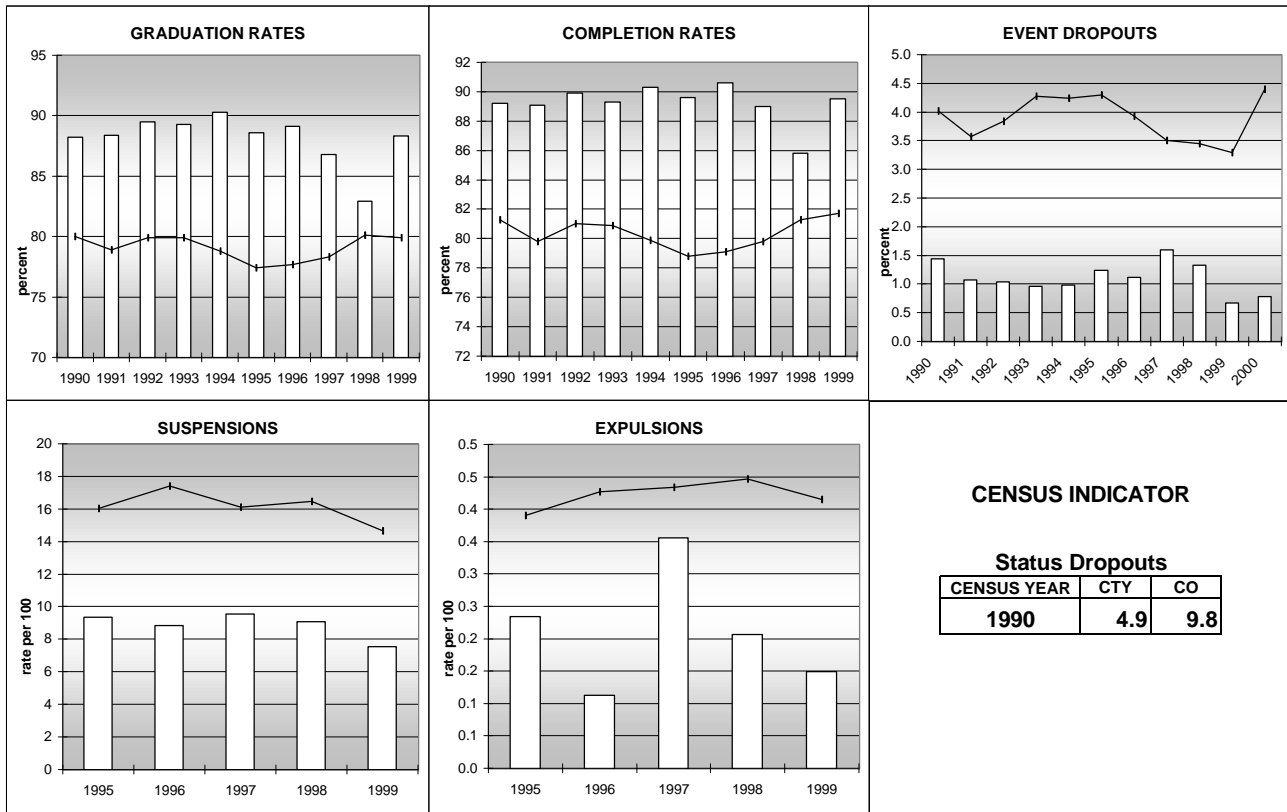 GRADUATION RATES
95
90
85
80
75
70
percent
1990 1991 1992 1993 1994 1995 1996 1997 1998 1999
COMPLETION RATES
92
90
88
86
84
82
80
78
76
74
72
percent
1990 1991 1992 1993 1994 1995 1996 1997 1998 1999
EVENT DROPOUTS
5.0
4.5
4.0
3.5
3.0
2.5
2.0
1.5
1.0
0.5
0.0
1990 1991 1992 1993 1994 1995 1996 1997 1998 1999 2000
SUSPENSIONS
20
18
16
14
12
10
8
6
4
2
0
rate per 100
1995 1996 1997 1998 1999
EXPULSIONS
0.5
0.5
0.4
0.4
0.3
0.3
0.2
0.2
0.1
0.1
0.0
rate per 100
1995 1996 1997 1998 1999
CENSUS INDICATOR
Status Dropouts
CENSUS YEAR CTY CO
1990 4.9 9.8